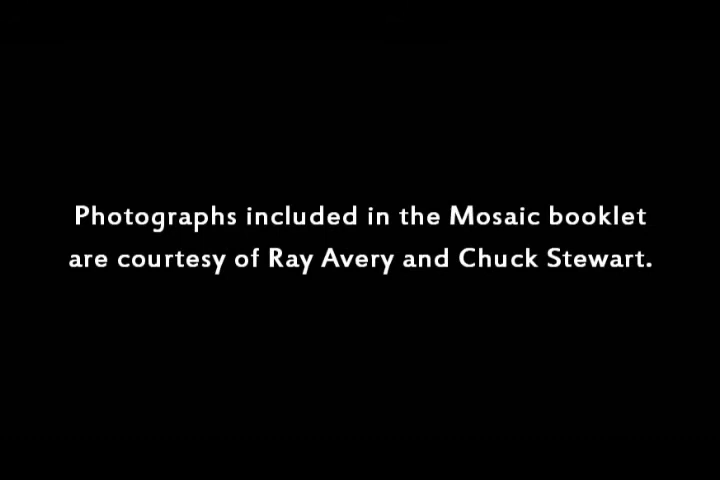 Photographs included in the Mosaic booklet
are courtesy of Ray Avery and Chuck Stewart.